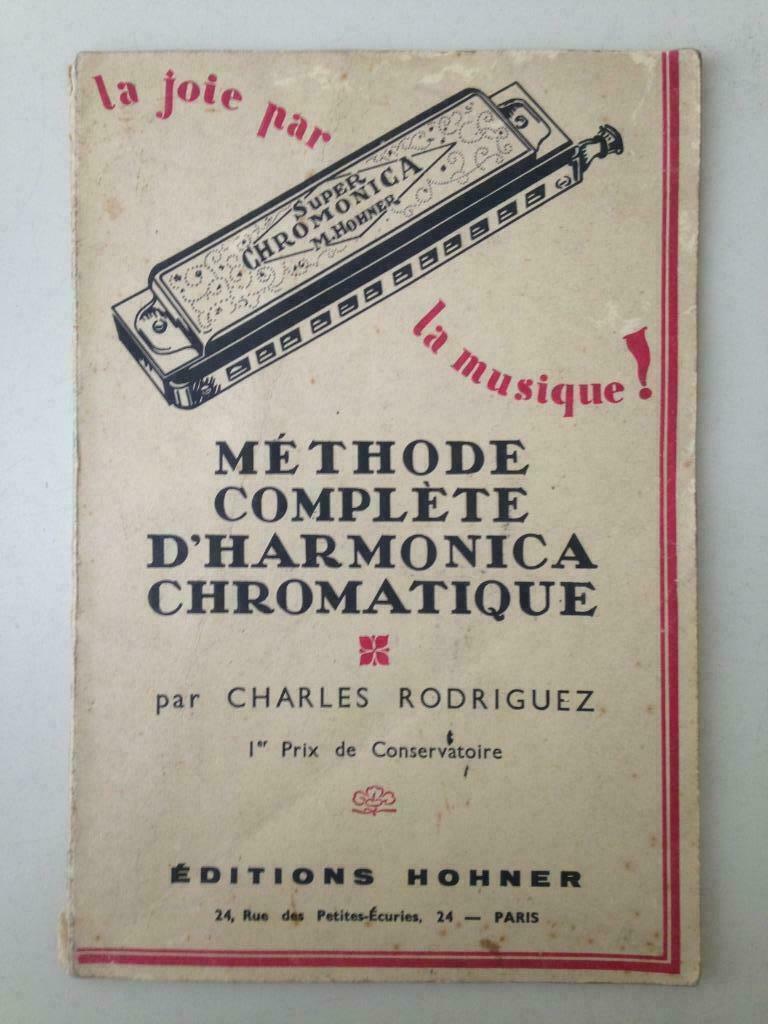 la joie par
SUPER
CHROMONICA
M. HOHNER
la musique !
MÉTHODE
COMPLÈTE
D'HARMONICA
CHROMATIQUE
par CHARLES RODRIGUEZ
1er Prix de Conservatoire
ÉDITIONS HOHNER
24, Rue des Petites-Écuries, 24 — PARIS